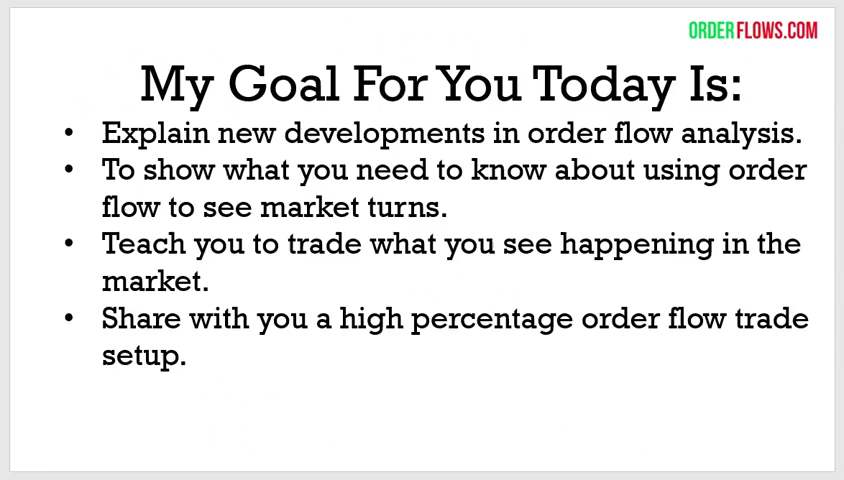 ORDERFLOWS.COM
My Goal For You Today Is:
• Explain new developments in order flow analysis.
• To show what you need to know about using order
flow to see market turns.
• Teach you to trade what you see happening in the
market.
• Share with you a high percentage order flow trade
setup.